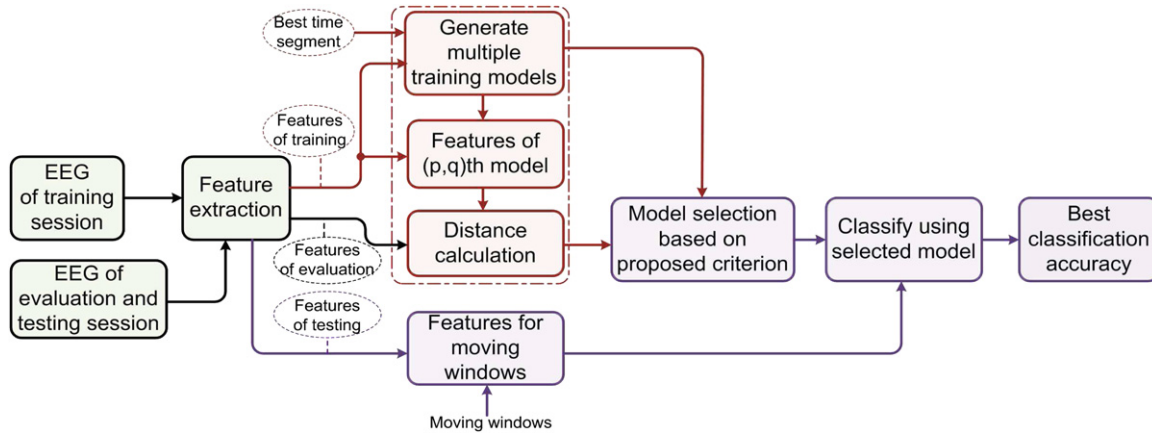 Best time
segment
Generate
multiple
training models
Features
of training
Features of
(p,q)th model
EEG
of training
session
Feature
extraction
Distance
calculation
Model selection
based on
proposed criterion
Classify using
selected model
Best
classification
accuracy
Features
of evaluation
EEG of
evaluation and
testing session
Features
of testing
Features for
moving
windows
Moving windows